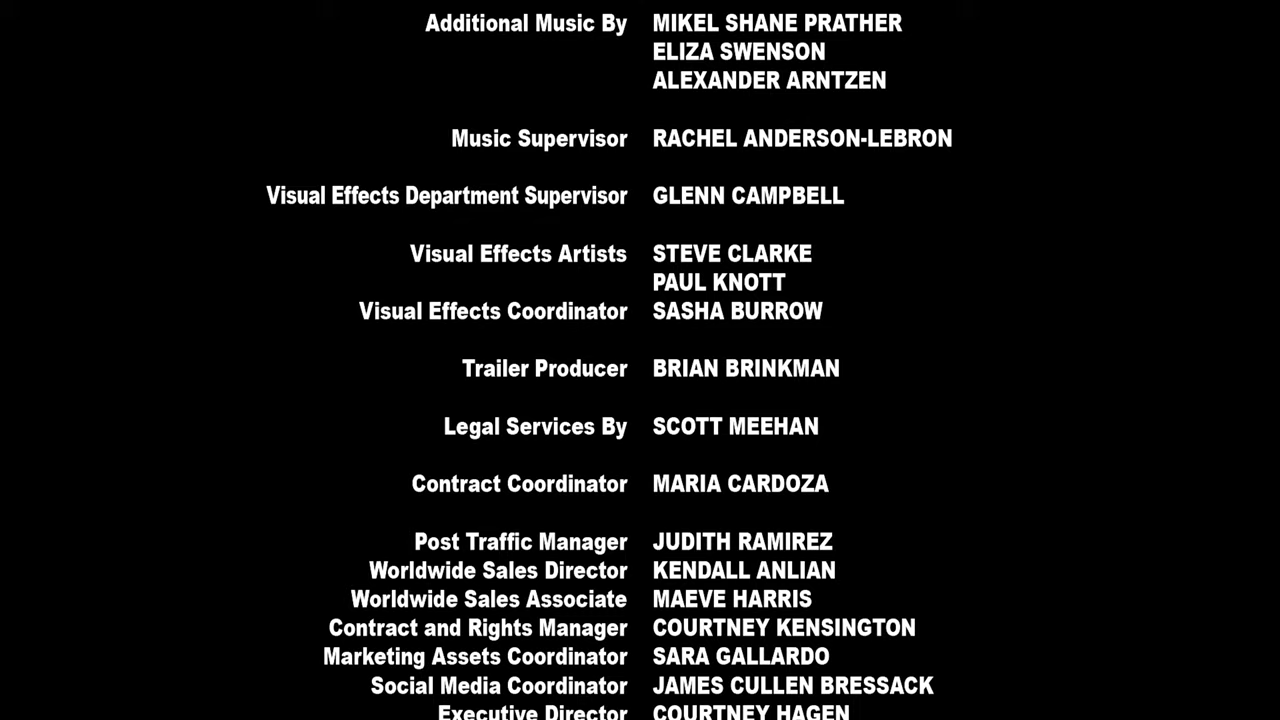 Additional Music By MIKEL SHANE PRATHER
ELIZA SWENSON
ALEXANDER ARNTZEN
Music Supervisor RACHEL ANDERSON-LEBRON
Visual Effects Department Supervisor GLENN CAMPBELL
Visual Effects Artists STEVE CLARKE
PAUL KNOTT
Visual Effects Coordinator SASHA BURROW
Trailer Producer BRIAN BRINKMAN
Legal Services By SCOTT MEEHAN
Contract Coordinator MARIA CARDOZA
Post Traffic Manager JUDITH RAMIREZ
Worldwide Sales Director KENDALL ANLIAN
Worldwide Sales Associate MAEVE HARRIS
Contract and Rights Manager COURTNEY KENSINGTON
Marketing Assets Coordinator SARA GALLARDO
Social Media Coordinator JAMES CULLEN BRESSACK
Executive Director COURTNEY HAGEN